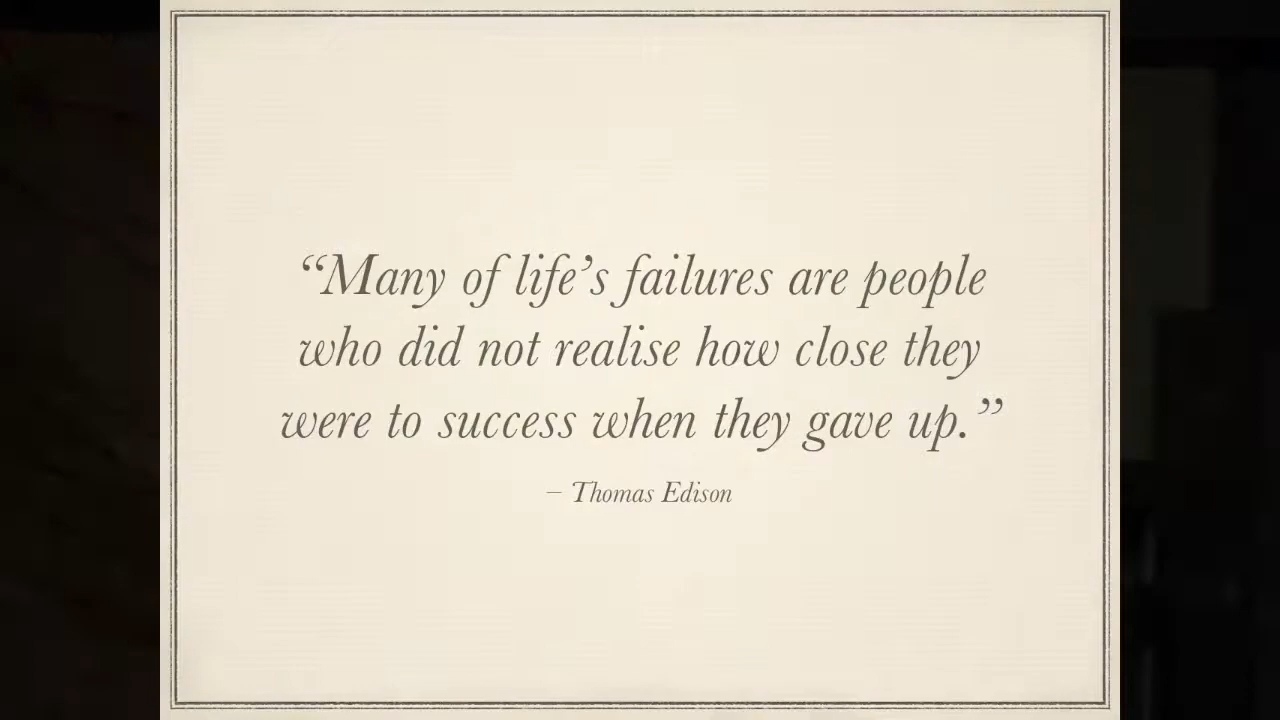 “Many of life’s failures are people
who did not realise how close they
were to success when they gave up.”
– Thomas Edison